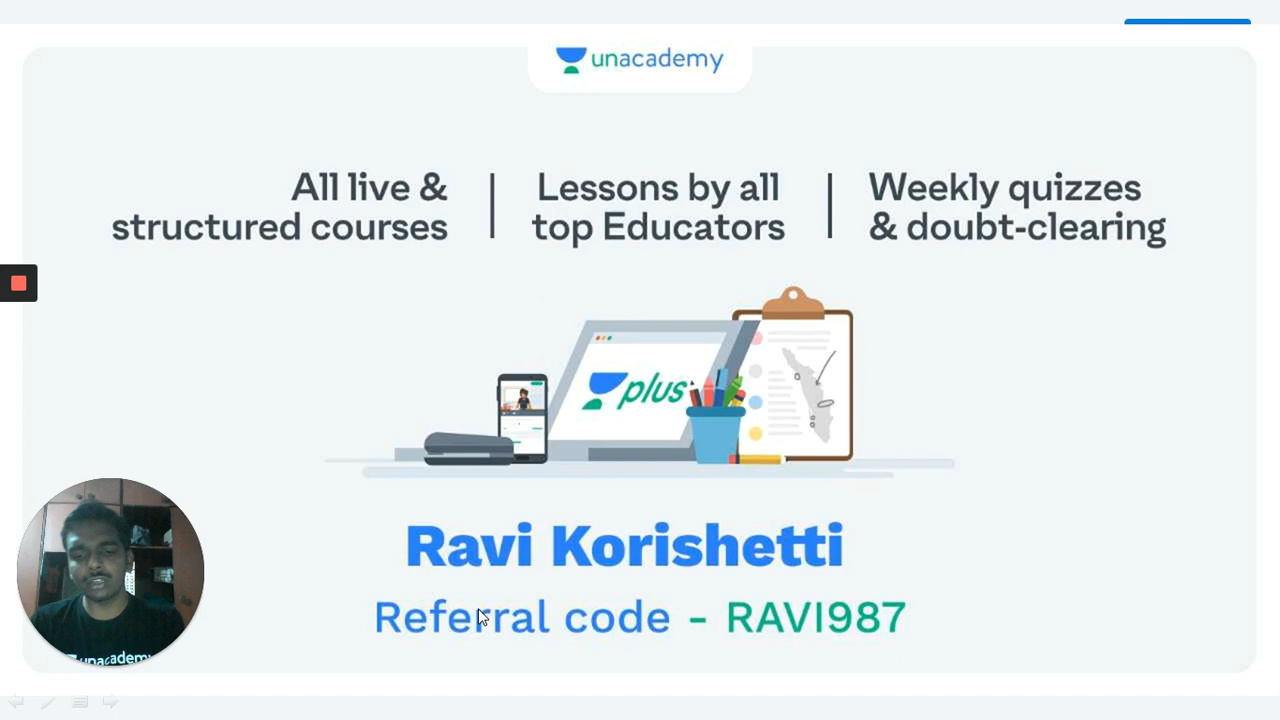 unacademy
All live &
structured courses
Lessons by all
top Educators
Weekly quizzes
& doubt-clearing
plus
Ravi Korishetti
Referral code - RAVI987
unacademy